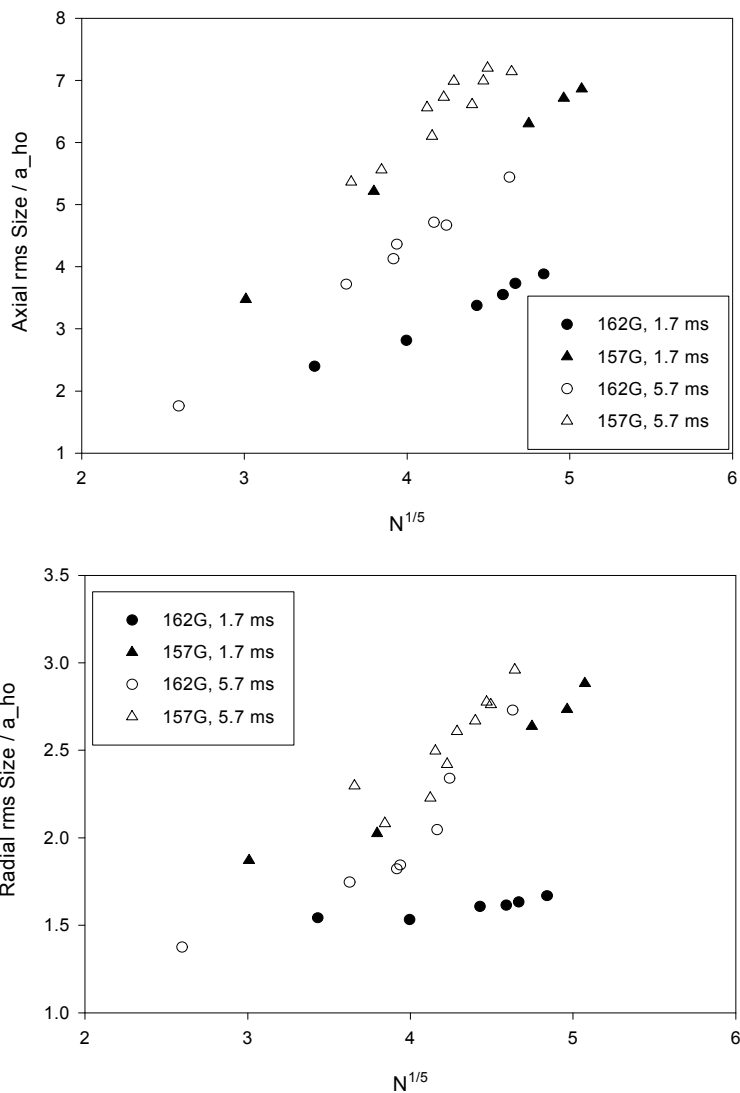 8
7
6
5
4
3
2
1
Axial rms Size / a_ho
162G, 1.7 ms
157G, 1.7 ms
162G, 5.7 ms
157G, 5.7 ms
2 3 4 5 6
N^1/5
3.5
3.0
2.5
2.0
1.5
1.0
Radial rms Size / a_ho
162G, 1.7 ms
157G, 1.7 ms
162G, 5.7 ms
157G, 5.7 ms
2 3 4 5 6
N^1/5